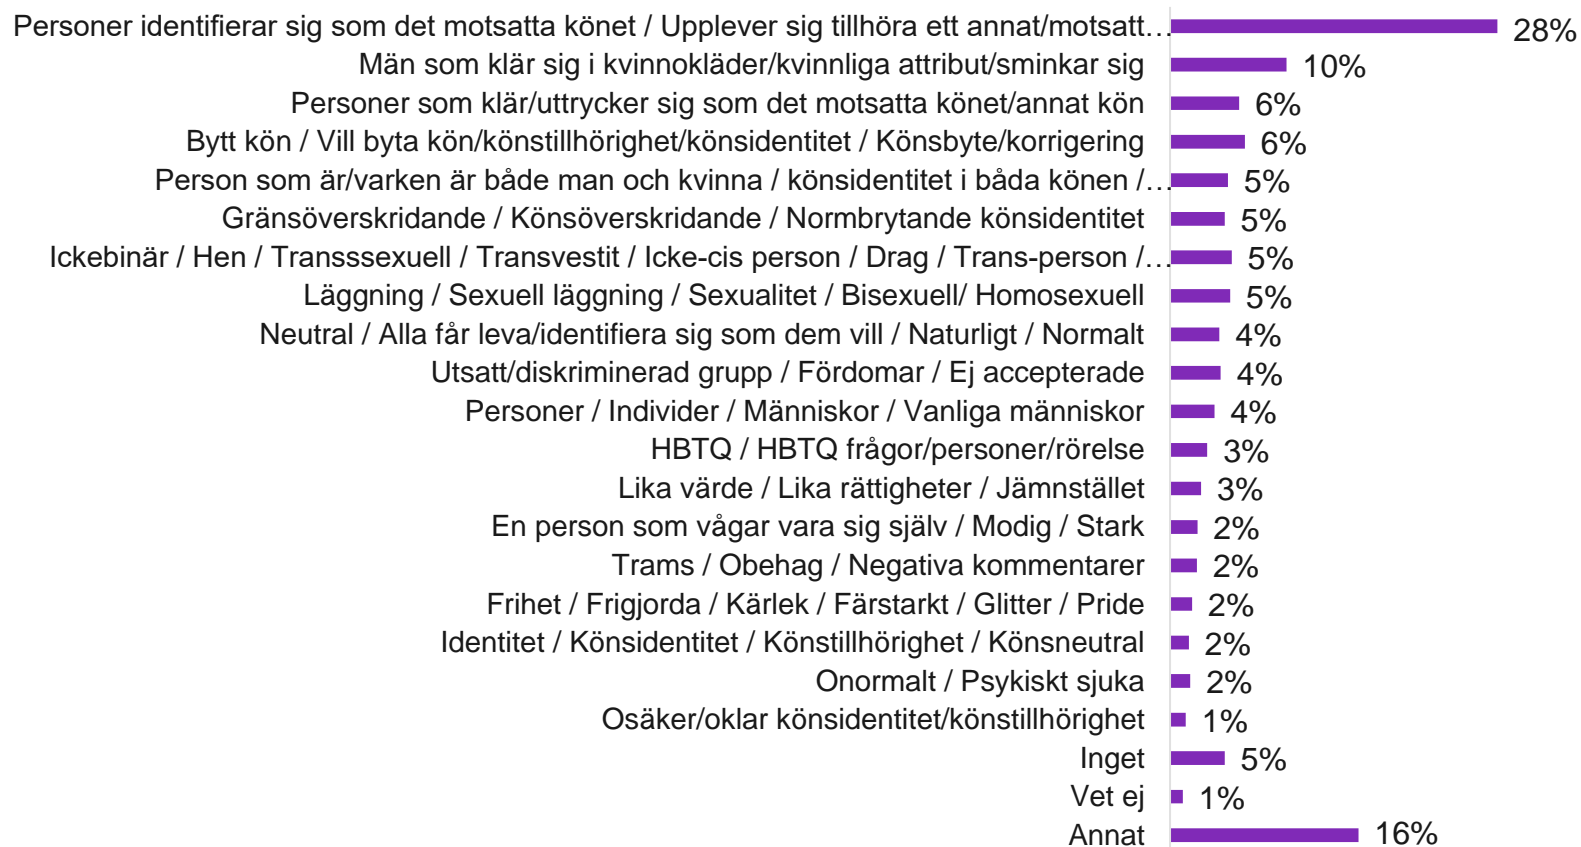 Personer identifierar sig som det motsatta könet / Upplever sig tillhöra ett annat/motsatt… 28%
Män som klär sig i kvinnokläder/kvinnliga attribut/sminkar sig 10%
Personer som klär/uttrycker sig som det motsatta könet/annat kön 6%
Bytt kön / Vill byta kön/könstillhörighet/könsidentitet / Könsbyte/korrigering 6%
Person som är/varken är både man och kvinna / könsidentitet i båda könen /… 5%
Gränsöverskridande / Könsöverskridande / Normbrytande könsidentitet 5%
Ickebinär / Hen / Transssexuell / Transvestit / Icke-cis person / Drag / Trans-person /… 5%
Läggning / Sexuell läggning / Sexualitet / Bisexuell/ Homosexuell 5%
Neutral / Alla får leva/identifiera sig som dem vill / Naturligt / Normalt 4%
Utsatt/diskriminerad grupp / Fördomar / Ej accepterade 4%
Personer / Individer / Människor / Vanliga människor 4%
HBTQ / HBTQ frågor/personer/rörelse 3%
Lika värde / Lika rättigheter / Jämnstället 3%
En person som vågar vara sig själv / Modig / Stark 2%
Trams / Obehag / Negativa kommentarer 2%
Frihet / Frigjorda / Kärlek / Färstarkt / Glitter / Pride 2%
Identitet / Könsidentitet / Könstillhörighet / Könsneutral 2%
Onormalt / Psykiskt sjuka 2%
Osäker/oklar könsidentitet/könstillhörighet 1%
Inget 5%
Vet ej 1%
Annat 16%